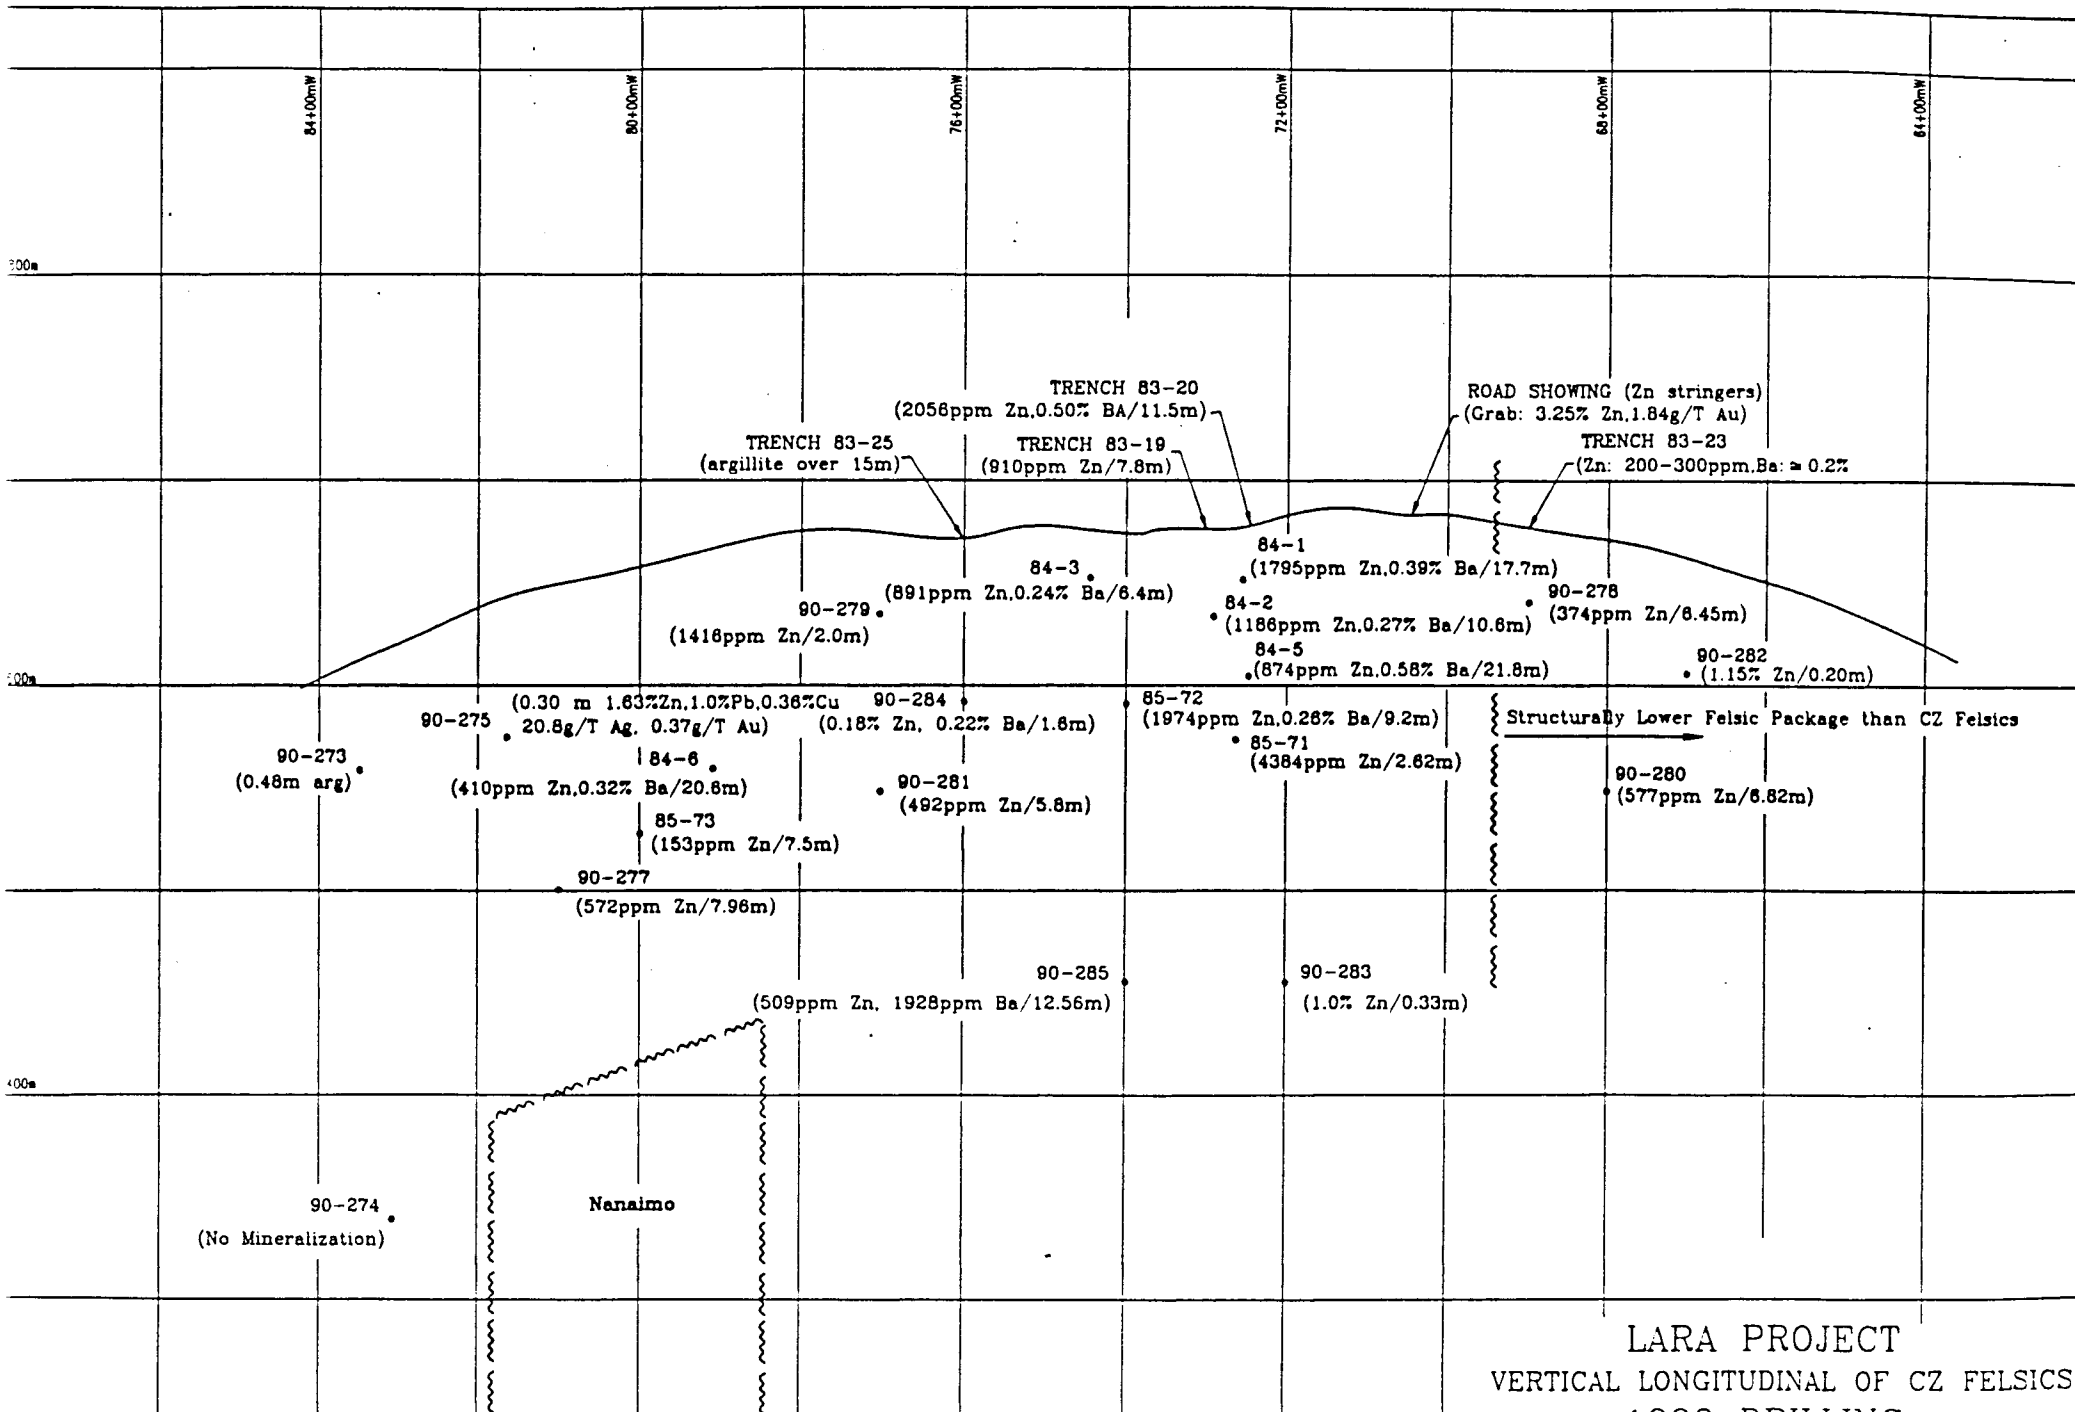 84+00mW
80+00mW
76+00mW
72+00mW
68+00mW
64+00mW
TRENCH 83-20
(2056ppm Zn,0.50% BA/11.5m)
ROAD SHOWING (Zn stringers)
(Grab: 3.25% Zn,1.84g/T Au)
TRENCH 83-25
(argillite over 15m)
TRENCH 83-19
(910ppm Zn/7.8m)
TRENCH 83-23
(Zn: 200-300ppm,Ba: ≃ 0.2%
84-1
(1795ppm Zn,0.39% Ba/17.7m)
84-3
(891ppm Zn,0.24% Ba/6.4m)
90-279
(1416ppm Zn/2.0m)
84-2
(1186ppm Zn,0.27% Ba/10.6m)
90-278
(374ppm Zn/6.45m)
84-5
(874ppm Zn,0.58% Ba/21.8m)
90-282
(1.15% Zn/0.20m)
(0.30 m 1.63%Zn,1.0%Pb,0.36%Cu
90-275 20.8g/T Ag, 0.37g/T Au)
90-284
(0.18% Zn, 0.22% Ba/1.6m)
85-72
(1974ppm Zn,0.26% Ba/9.2m)
Structurally Lower Felsic Package than CZ Felsics
85-71
(4384ppm Zn/2.62m)
90-273
(0.48m arg)
84-6
(410ppm Zn,0.32% Ba/20.6m)
90-281
(492ppm Zn/5.8m)
90-280
(577ppm Zn/6.82m)
85-73
(153ppm Zn/7.5m)
90-277
(572ppm Zn/7.96m)
90-285
(509ppm Zn, 1928ppm Ba/12.56m)
90-283
(1.0% Zn/0.33m)
400m
90-274
(No Mineralization)
Nanaimo
LARA PROJECT
VERTICAL LONGITUDINAL OF CZ FELSICS